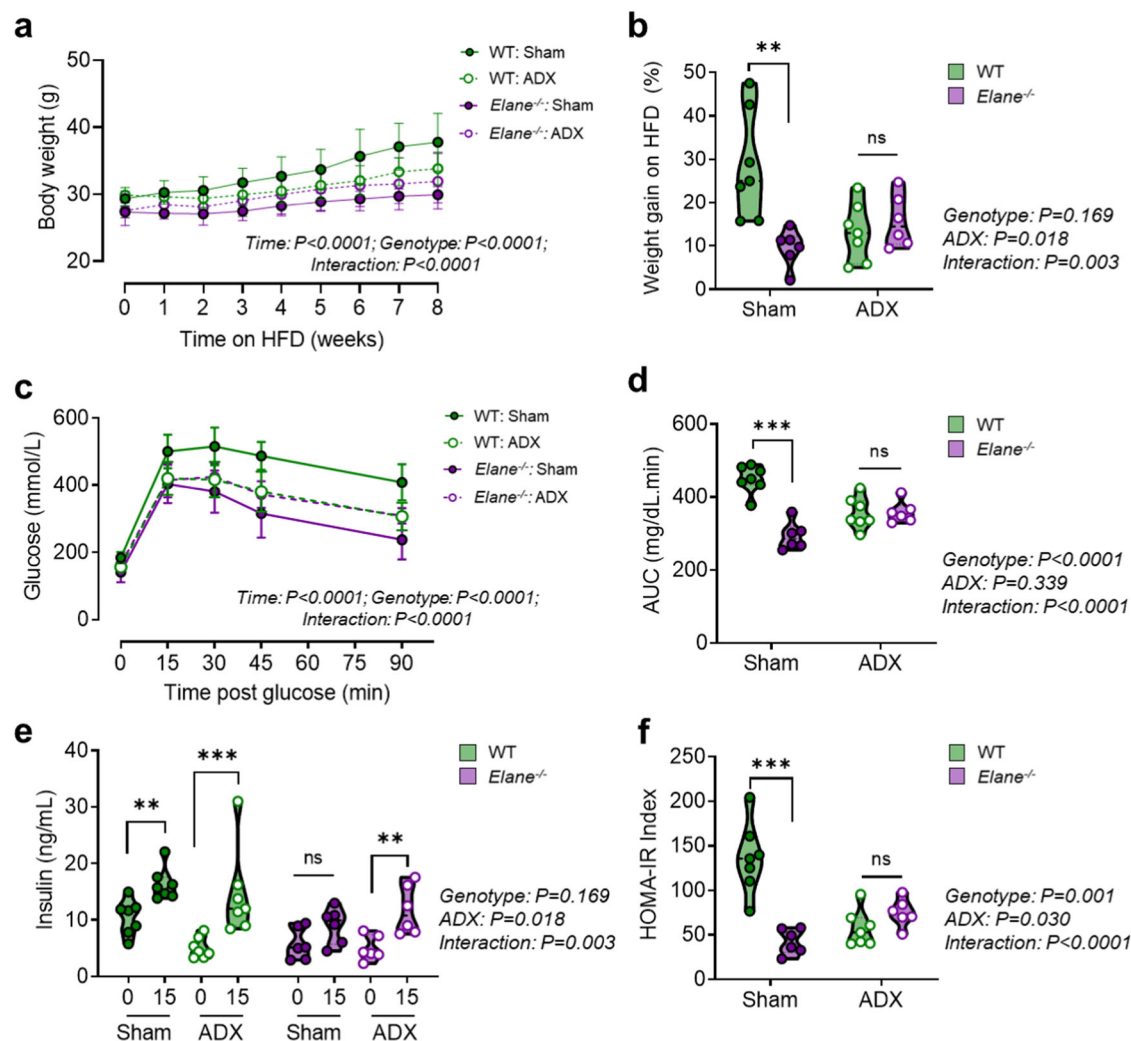 a
Body weight (g)
50
40
30
20
0 1 2 3 4 5 6 7 8
Time on HFD (weeks)
WT: Sham
WT: ADX
Elane-/-: Sham
Elane-/-: ADX
Time: P<0.0001; Genotype: P<0.0001;
Interaction: P<0.0001
b
Weight gain on HFD (%)
50
40
30
20
10
0
**
ns
Sham ADX
WT
Elane-/-
Genotype: P=0.169
ADX: P=0.018
Interaction: P=0.003
c
Glucose (mmol/L)
600
400
200
0
0 15 30 45 60 75 90
Time post glucose (min)
WT: Sham
WT: ADX
Elane-/-: Sham
Elane-/-: ADX
Time: P<0.0001; Genotype: P<0.0001;
Interaction: P<0.0001
d
AUC (mg/dL.min)
600
400
200
0
***
ns
Sham ADX
WT
Elane-/-
Genotype: P<0.0001
ADX: P=0.339
Interaction: P<0.0001
e
Insulin (ng/mL)
40
30
20
10
0
**
***
ns
**
0 15 0 15 0 15 0 15
Sham ADX Sham ADX
WT
Elane-/-
Genotype: P=0.169
ADX: P=0.018
Interaction: P=0.003
f
HOMA-IR Index
250
200
150
100
50
0
***
ns
Sham ADX
WT
Elane-/-
Genotype: P=0.001
ADX: P=0.030
Interaction: P<0.0001